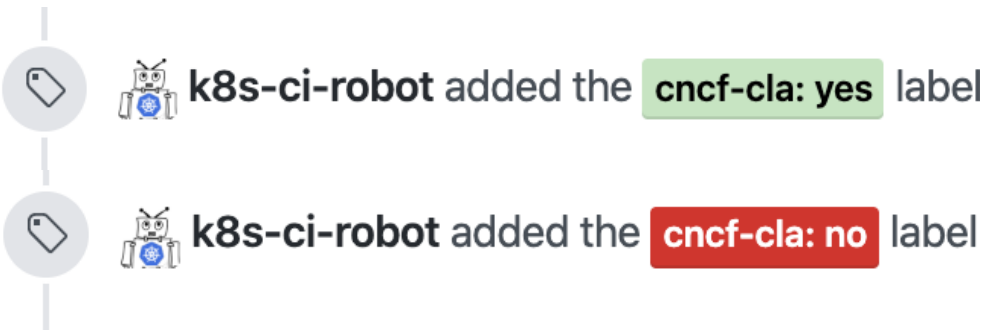 k8s-ci-robot added the cncf-cla: yes label
k8s-ci-robot added the cncf-cla: no label